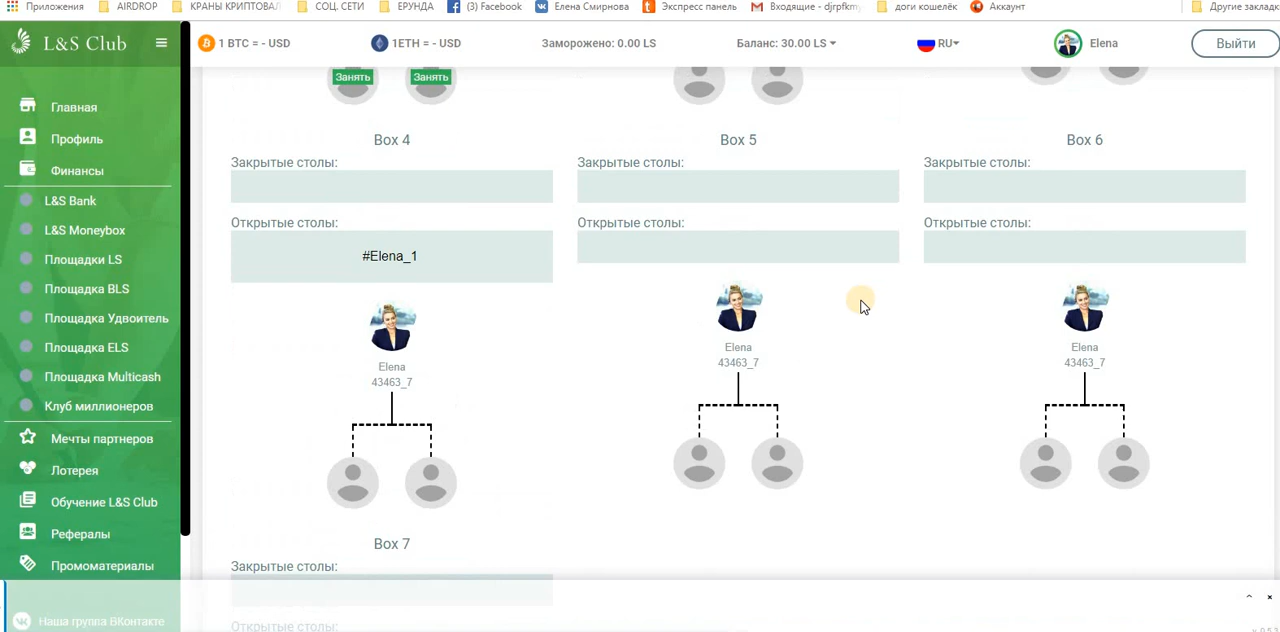 Приложения AIRDROP КРАНЫ КРИПТОВАЛ СОЦ. СЕТИ ЕРУНДА (3) Facebook Елена Смирнова Экспресс панель Входящие - djrpfkm доги кошелёк Аккаунт Другие закладк
L&S Club
1 BTC = - USD 1ETH = - USD Заморожено: 0.00 LS Баланс: 30.00 LS RU Elena Выйти
Главная
Профиль
Финансы
L&S Bank
L&S Moneybox
Площадки LS
Площадка BLS
Площадка Удвоитель
Площадка ELS
Площадка Multicash
Клуб миллионеров
Мечты партнеров
Лотерея
Обучение L&S Club
Рефералы
Промоматериалы
Наша группа ВКонтакте
Занять Занять
Box 4
Закрытые столы:
Открытые столы:
#Elena_1
Elena
43463_7
Box 5
Закрытые столы:
Открытые столы:
Elena
43463_7
Box 6
Закрытые столы:
Открытые столы:
Elena
43463_7
Box 7
Закрытые столы:
Открытые столы: